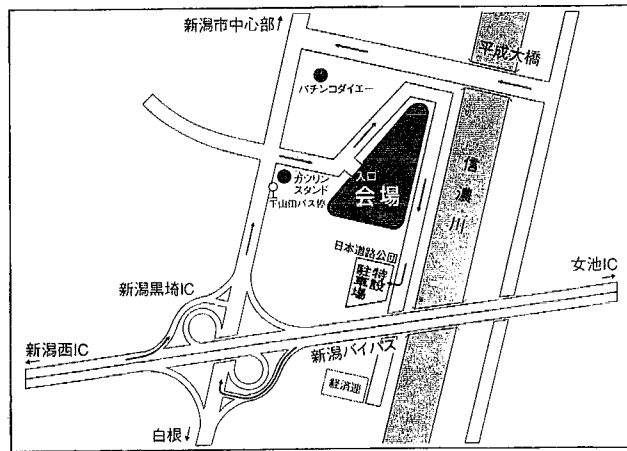 新潟市中心部
平成大橋
パチンコダイエー
ガソリン
スタンド
下山田バス停
入口
会場
信濃川
日本道路公団
特設
駐車場
女池IC
新潟黒埼IC
新潟西IC
新潟バイパス
経済連
白根